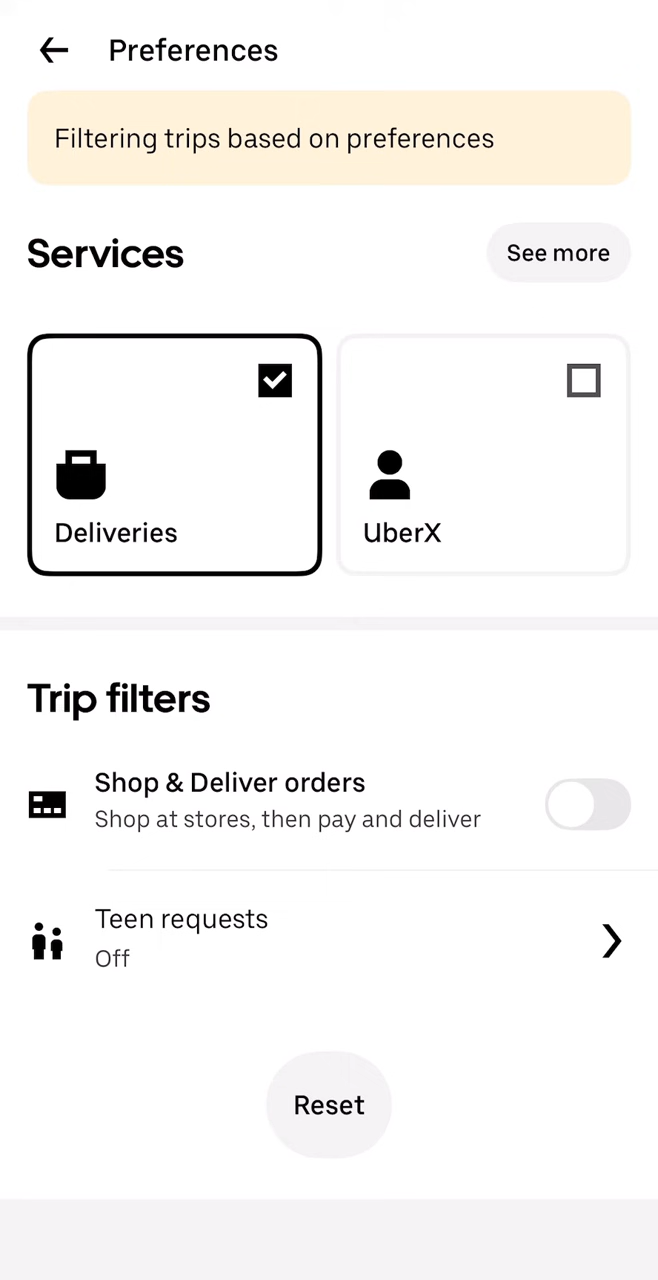 Preferences
Filtering trips based on preferences
Services
See more
Deliveries
UberX
Trip filters
Shop & Deliver orders
Shop at stores, then pay and deliver
Teen requests
Off
Reset